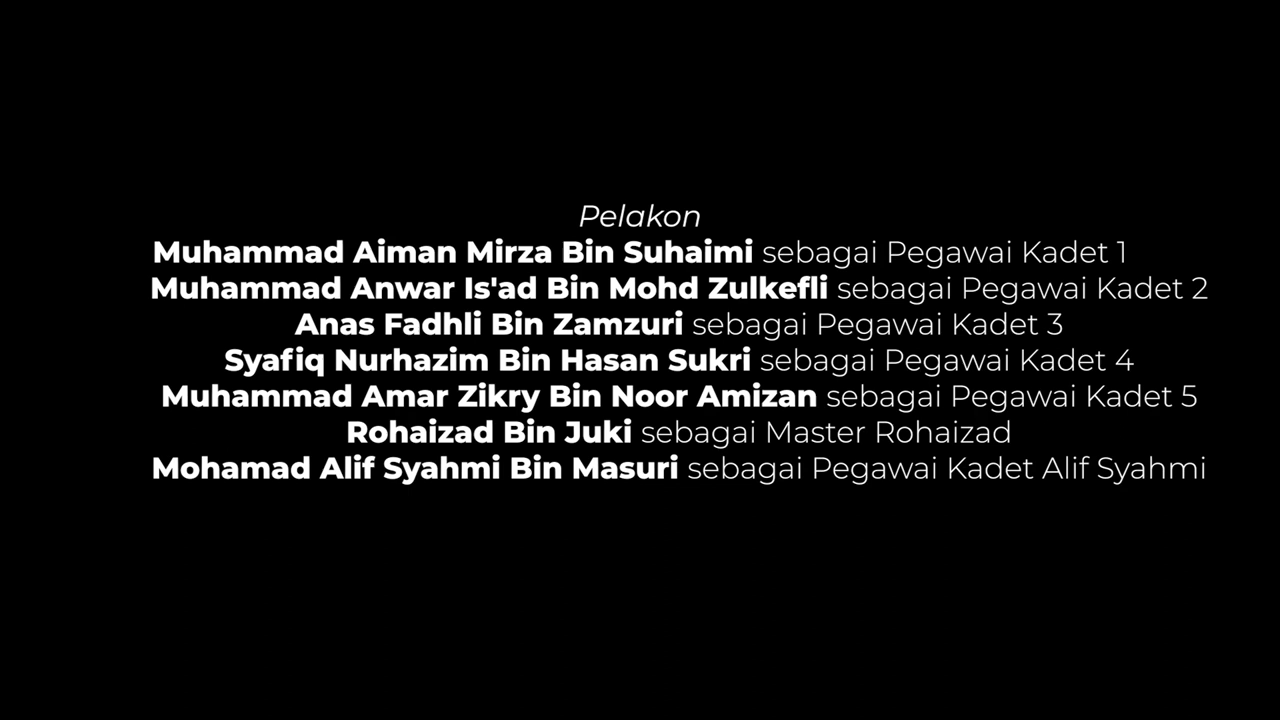 Pelakon
Muhammad Aiman Mirza Bin Suhaimi sebagai Pegawai Kadet 1
Muhammad Anwar Is'ad Bin Mohd Zulkefli sebagai Pegawai Kadet 2
Anas Fadhli Bin Zamzuri sebagai Pegawai Kadet 3
Syafiq Nurhazim Bin Hasan Sukri sebagai Pegawai Kadet 4
Muhammad Amar Zikry Bin Noor Amizan sebagai Pegawai Kadet 5
Rohaizad Bin Juki sebagai Master Rohaizad
Mohamad Alif Syahmi Bin Masuri sebagai Pegawai Kadet Alif Syahmi